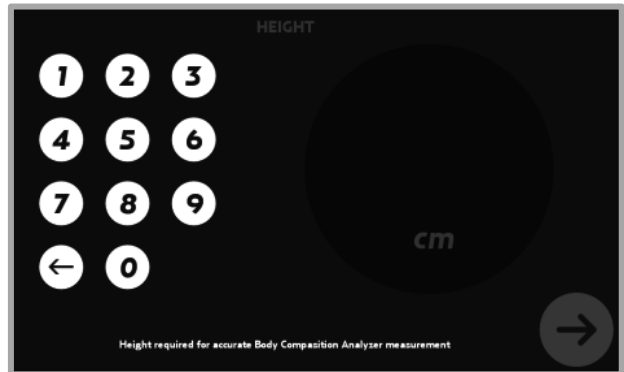 HEIGHT
1 2 3
4 5 6
7 8 9
← 0
cm
Height required for accurate Body Compasition Analyzer measurement